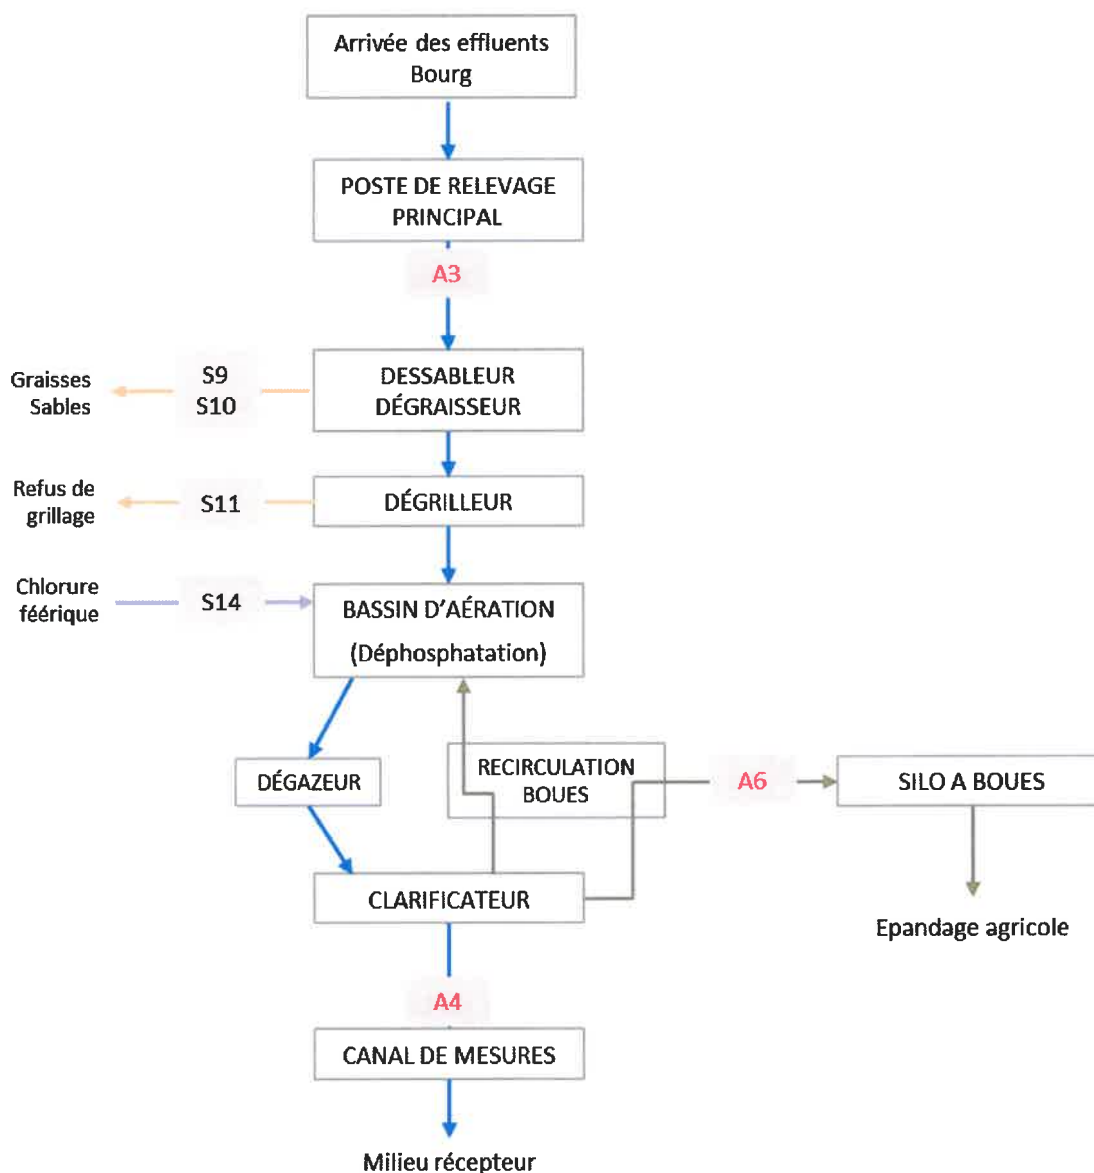 Arrivée des effluents
Bourg
POSTE DE RELEVAGE
PRINCIPAL
A3
Graisses
Sables
S9
S10
DESSABLEUR
DÉGRAISSEUR
Refus de
grillage
S11
DÉGRILLEUR
Chlorure
féérique
S14
BASSIN D'AÉRATION
(Déphosphatation)
DÉGAZEUR
RECIRCULATION
BOUES
A6
SILO A BOUES
CLARIFICATEUR
Epandage agricole
A4
CANAL DE MESURES
Milieu récepteur